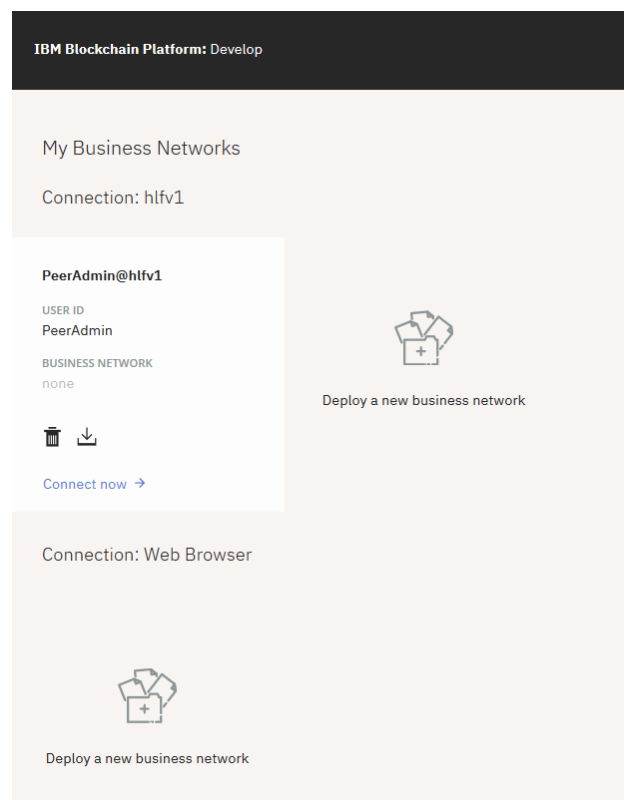 IBM Blockchain Platform: Develop
My Business Networks
Connection: hlfv1
PeerAdmin@hlfv1
USER ID
PeerAdmin
BUSINESS NETWORK
none
Connect now →
Deploy a new business network
Connection: Web Browser
Deploy a new business network